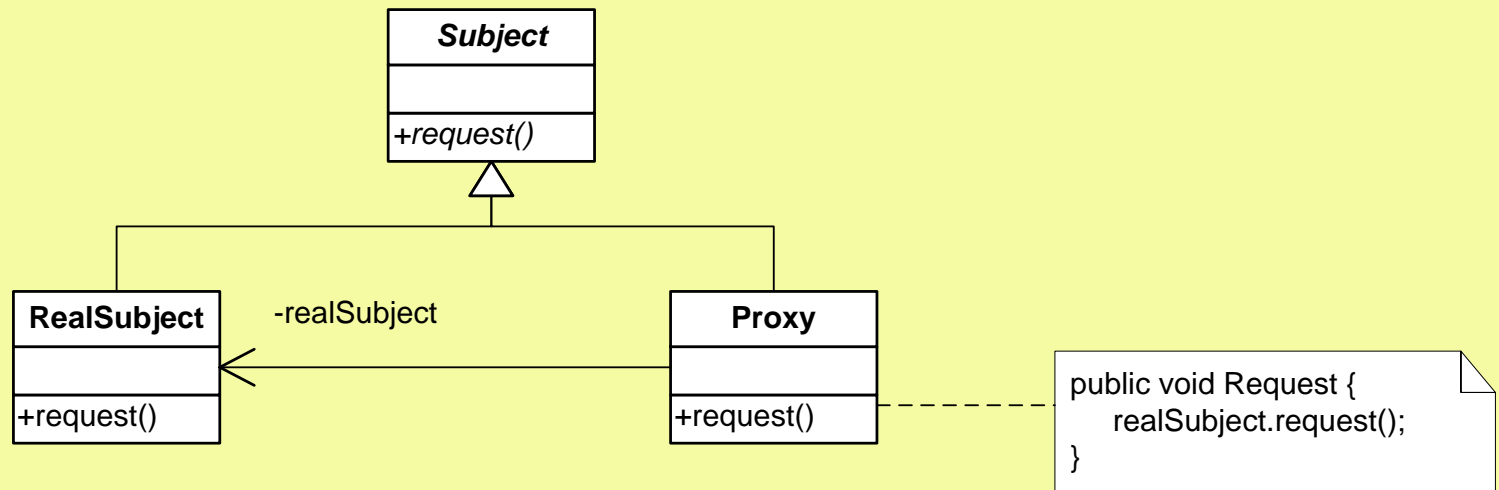 Subject
+request()
RealSubject
+request()
-realSubject
Proxy
+request()
public void Request {
realSubject.request();
}